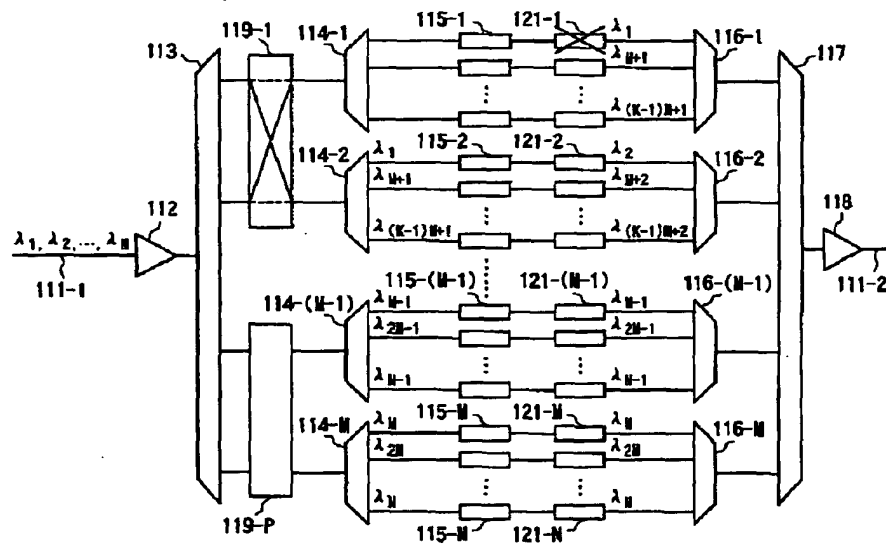 119-1 114-1 115-1 121-1 λ1 116-1
113 117
λM+1
λ(K-1)M+1
115-2 121-2
114-2 λ1 λ2 116-2
λM+1 λM+2
112 118
λ1, λ2, ..., λN λ(K-1)M+1 λ(K-1)M+2
111-1 111-2
115-(M-1) 121-(M-1) 116-(M-1)
114-(M-1) λM-1 λM-1
λ2M-1 λ2M-1
λN-1 λN-1
115-M 121-M
114-M λM λM 116-M
λ2M λ2M
λN λN
119-P 115-N 121-N